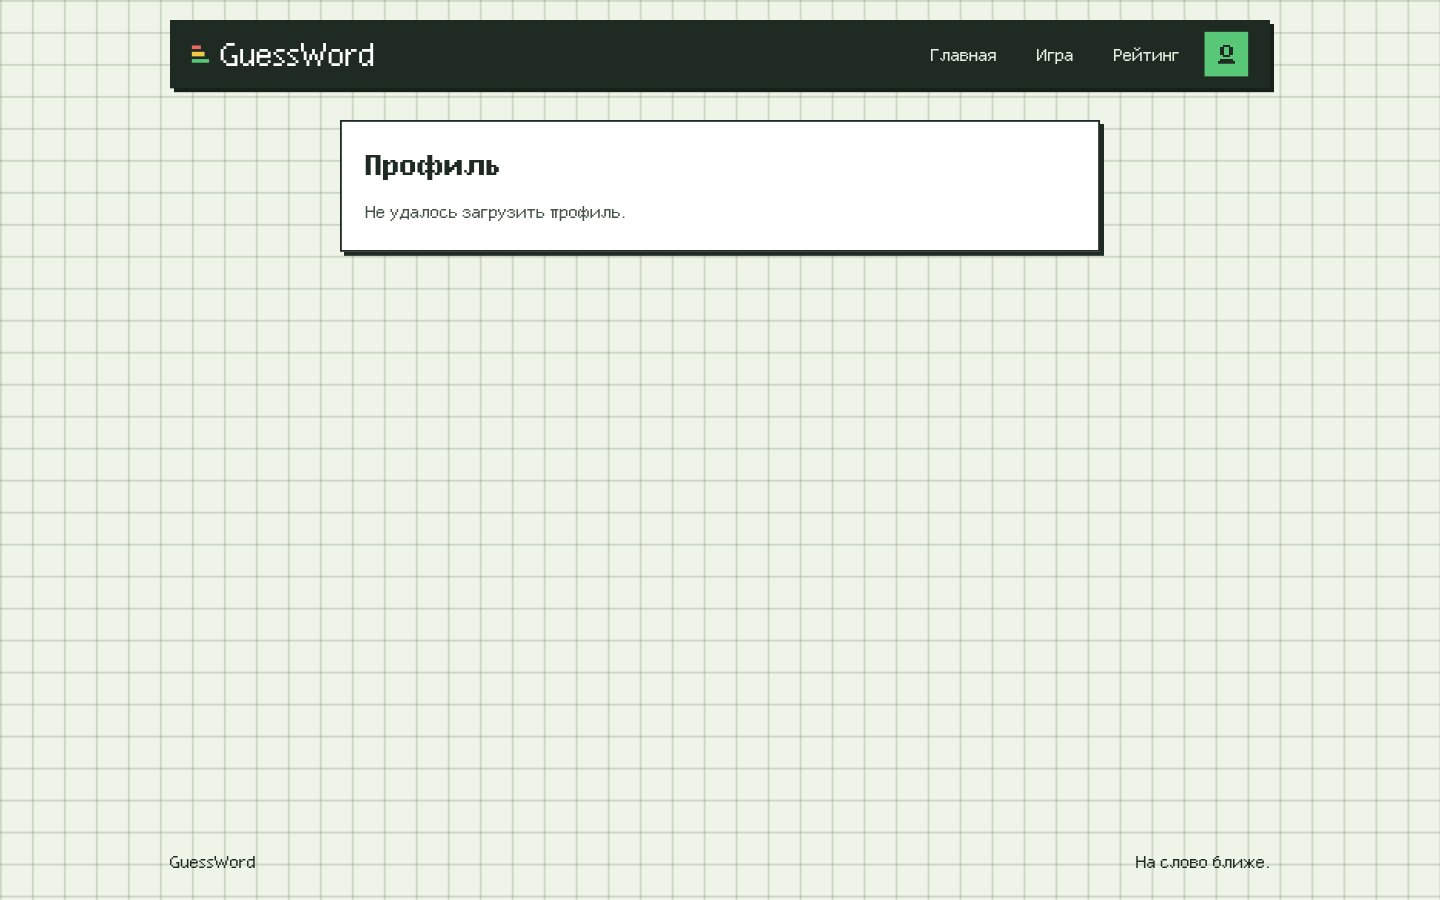 GuessWord
Главная
Игра
Рейтинг
Профиль
Не удалось загрузить профиль.
GuessWord
На слово ближе.